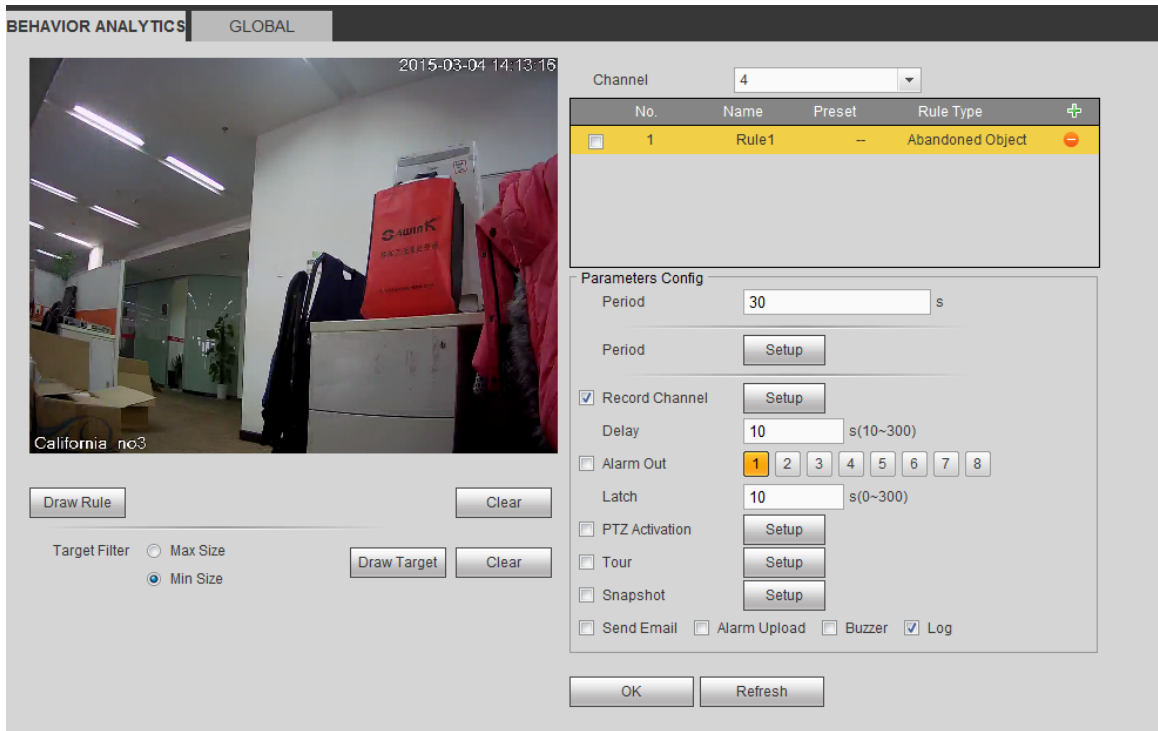 BEHAVIOR ANALYTICS
GLOBAL
2015-03-04 14:13:16
SAWINK
California no3
Draw Rule
Clear
Target Filter
Max Size
Min Size
Draw Target
Clear
Channel 4
No. Name Preset Rule Type
1 Rule1 -- Abandoned Object
Parameters Config
Period 30 s
Period Setup
Record Channel Setup
Delay 10 s(10~300)
Alarm Out 1 2 3 4 5 6 7 8
Latch 10 s(0~300)
PTZ Activation Setup
Tour Setup
Snapshot Setup
Send Email Alarm Upload Buzzer Log
OK Refresh